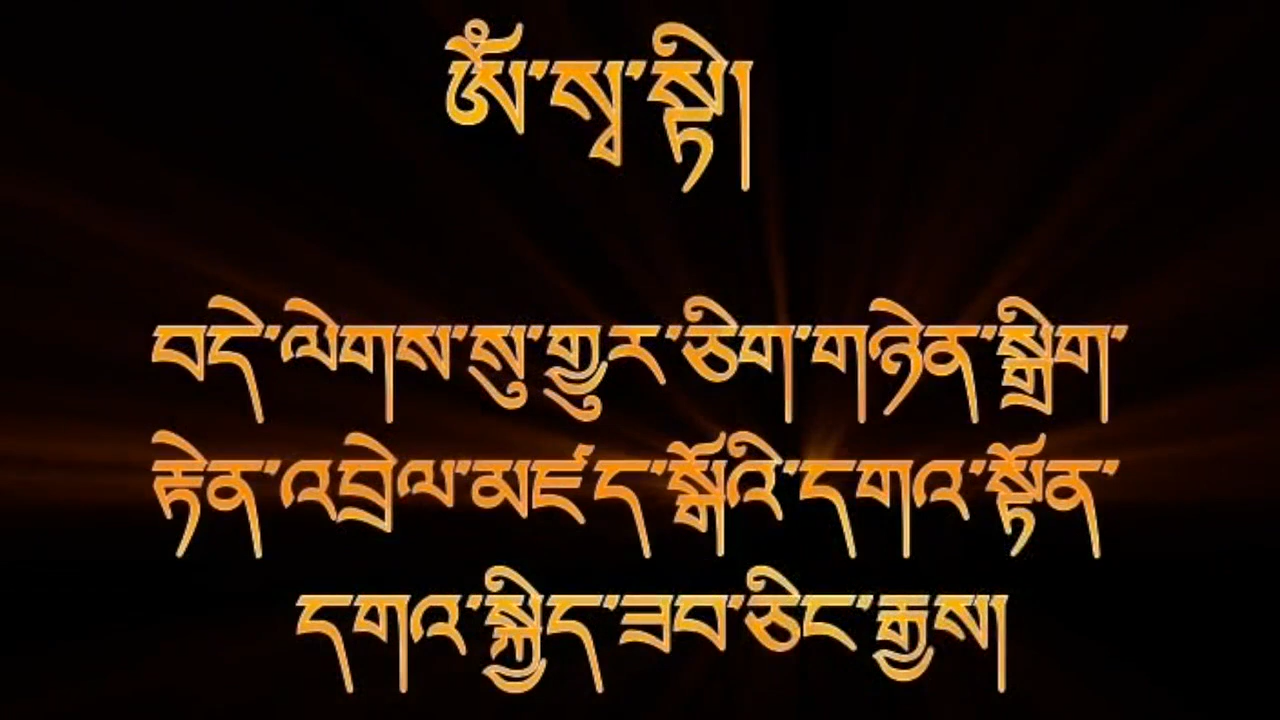 ཨོཾ་སྭ་སྟི།
བདེ་ལེགས་སུ་གྱུར་ཅིག་གཉེན་སྒྲིག་
རྟེན་འབྲེལ་མཛད་སྒོའི་དགའ་སྟོན་
དགའ་སྐྱིད་ཟབ་ཅིང་རྒྱས།